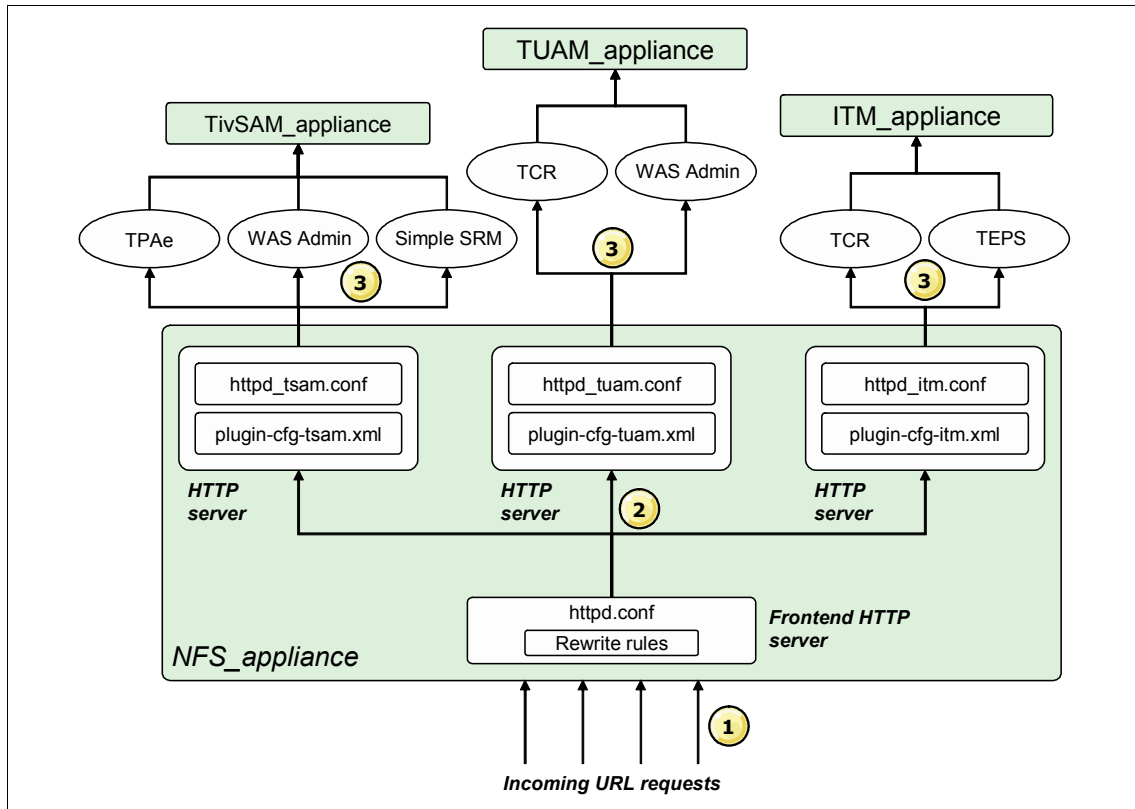 TUAM_appliance
TivSAM_appliance
ITM_appliance
TCR
WAS Admin
TPAe
WAS Admin
Simple SRM
TCR
TEPS
3
3
3
httpd_tsam.conf
plugin-cfg-tsam.xml
httpd_tuam.conf
plugin-cfg-tuam.xml
httpd_itm.conf
plugin-cfg-itm.xml
HTTP
server
HTTP
server
HTTP
server
2
httpd.conf
Rewrite rules
Frontend HTTP
server
NFS_appliance
1
Incoming URL requests